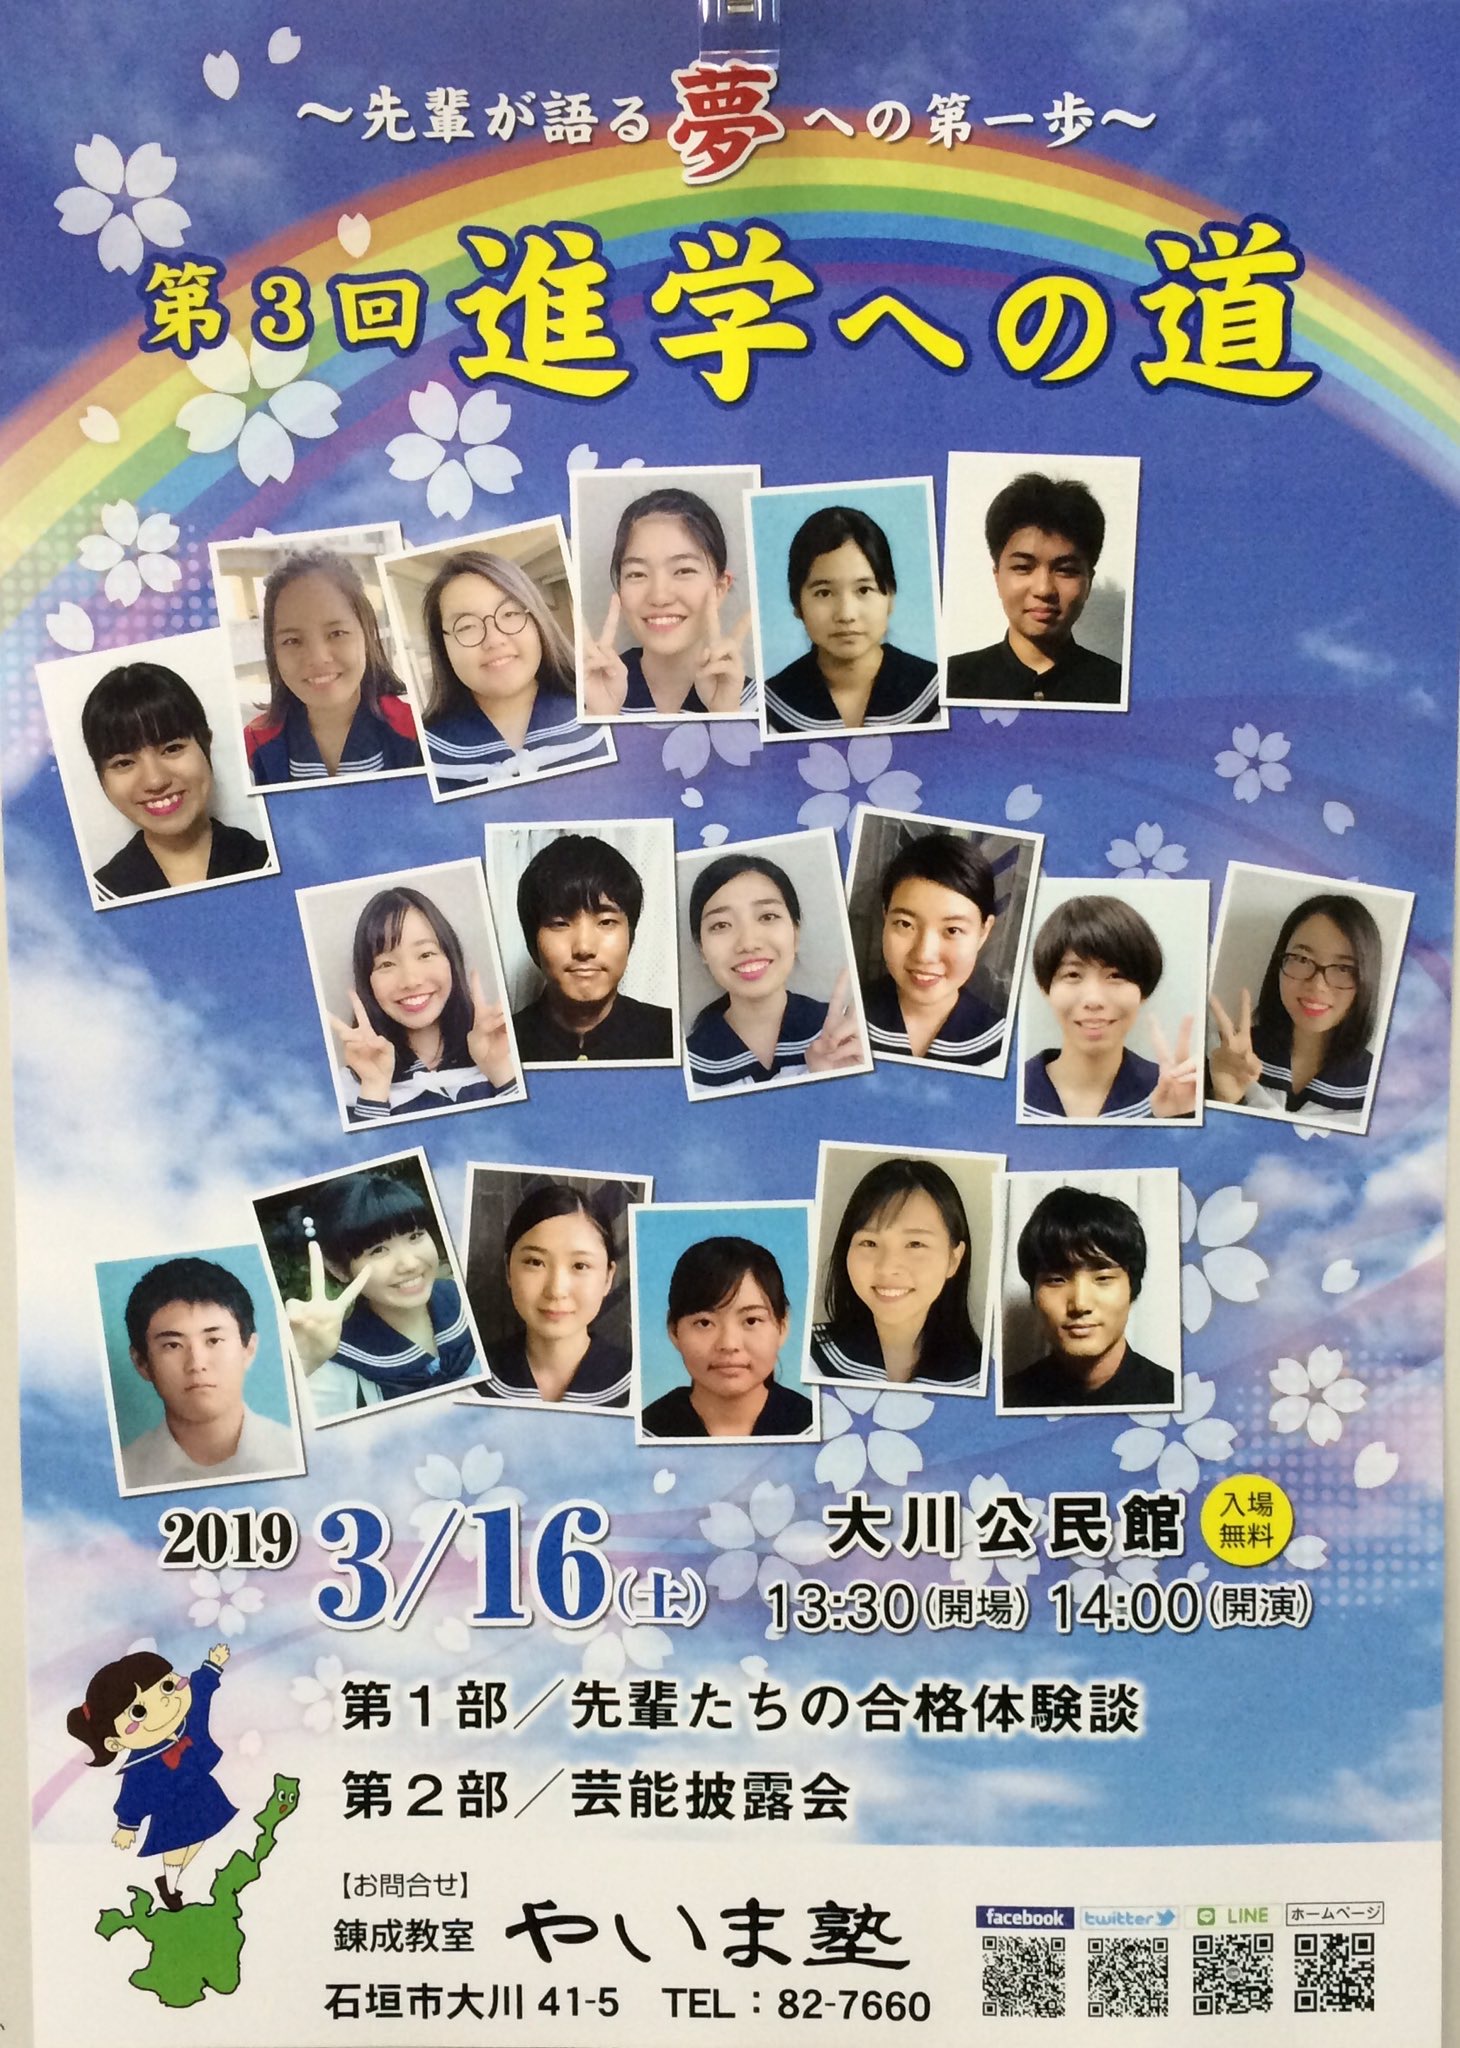 ～先輩が語る夢への第一歩～
第3回 進学への道
2019 3/16(土)
大川公民館 入場無料
13:30(開場) 14:00(開演)
第1部／先輩たちの合格体験談
第2部／芸能披露会
【お問合せ】
錬成教室 やいま塾
石垣市大川 41-5 TEL：82-7660
facebook twitter LINE ホームページ